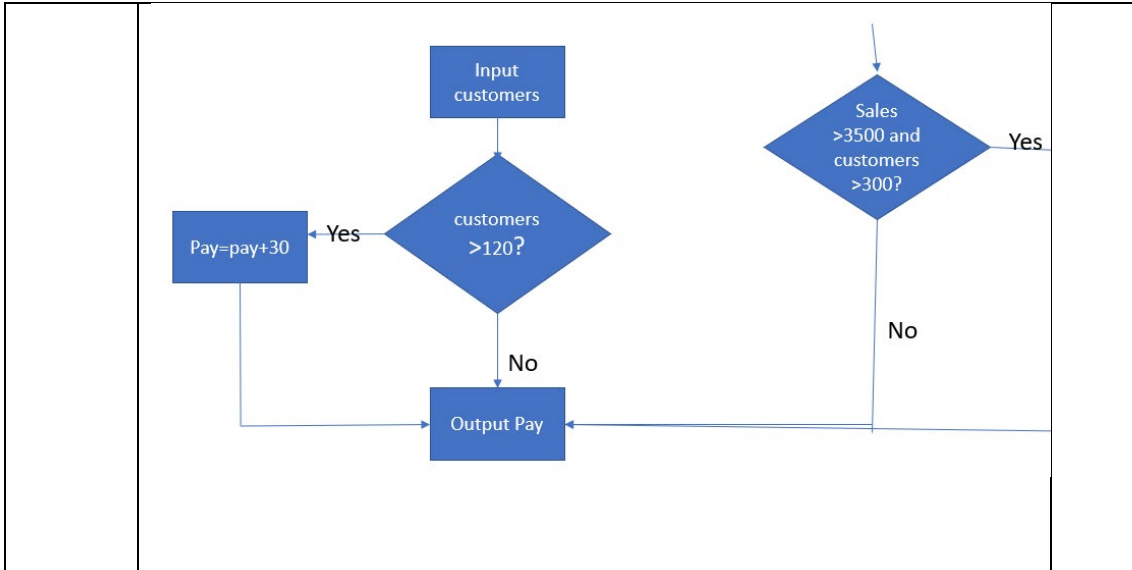 Input
customers
customers
>120?
Yes
Pay=pay+30
No
Output Pay
Sales
>3500 and
customers
>300?
Yes
No